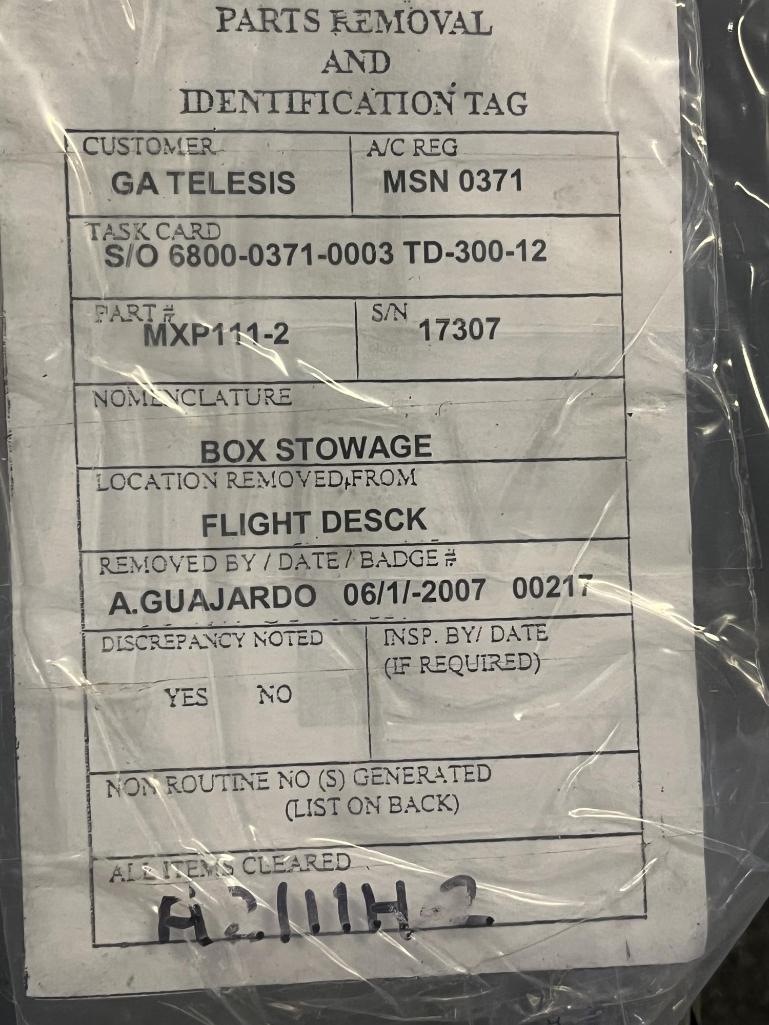 PARTS REMOVAL
AND
IDENTIFICATION TAG
CUSTOMER A/C REG
GA TELESIS MSN 0371
TASK CARD
S/O 6800-0371-0003 TD-300-12
PART # S/N
MXP111-2 17307
NOMENCLATURE
BOX STOWAGE
LOCATION REMOVED FROM
FLIGHT DESCK
REMOVED BY / DATE / BADGE #
A.GUAJARDO 06/1/-2007 00217
DISCREPANCY NOTED INSP. BY/ DATE
(IF REQUIRED)
YES NO
NON ROUTINE NO (S) GENERATED
(LIST ON BACK)
ALL ITEMS CLEARED